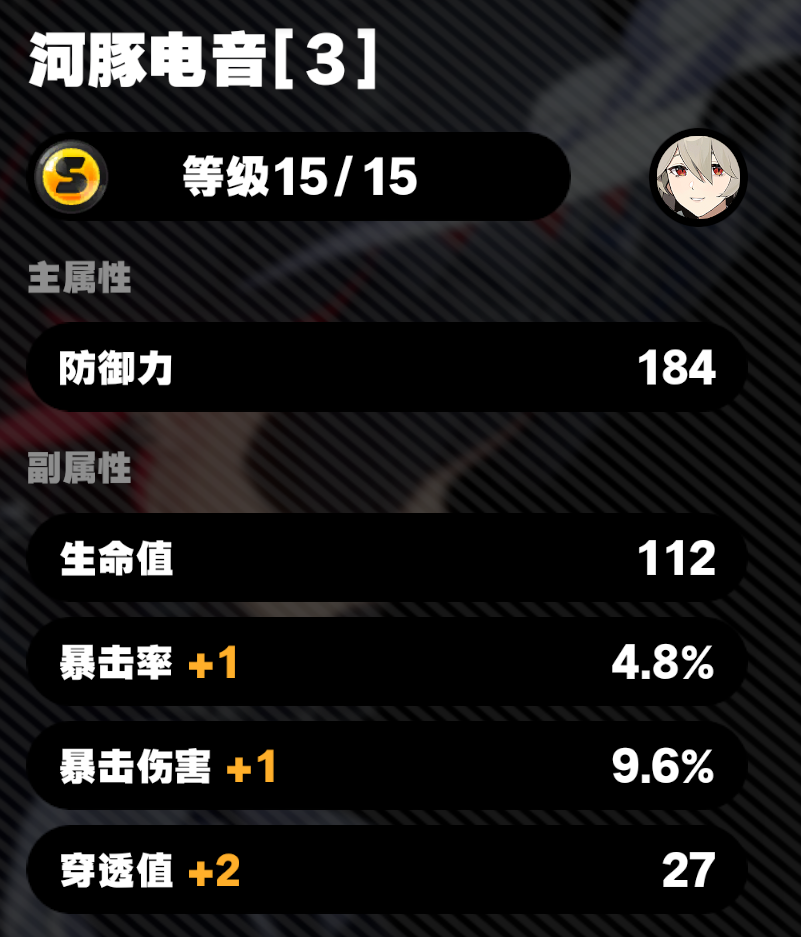 河豚电音[3]
S 等级15/15
主属性
防御力 184
副属性
生命值 112
暴击率 +1 4.8%
暴击伤害 +1 9.6%
穿透值 +2 27